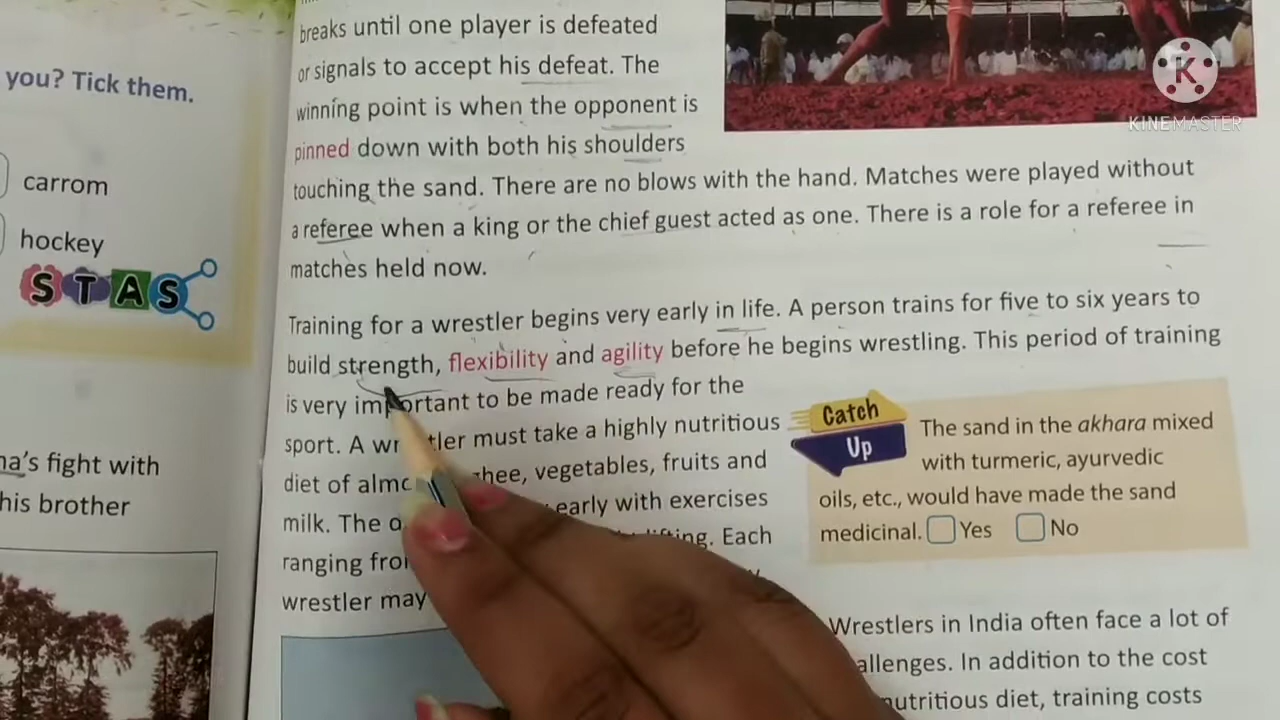 you? Tick them.
carrom
hockey
STAS
a's fight with
his brother
breaks until one player is defeated
or signals to accept his defeat. The
winning point is when the opponent is
pinned down with both his shoulders
touching the sand. There are no blows with the hand. Matches were played without
a referee when a king or the chief guest acted as one. There is a role for a referee in
matches held now.
Training for a wrestler begins very early in life. A person trains for five to six years to
build strength, flexibility and agility before he begins wrestling. This period of training
is very important to be made ready for the
sport. A wrestler must take a highly nutritious
diet of ghee, vegetables, fruits and
milk. The early with exercises
ranging lifting. Each
wrestler may
Catch
Up
The sand in the akhara mixed
with turmeric, ayurvedic
oils, etc., would have made the sand
medicinal. Yes No
Wrestlers in India often face a lot of
allenges. In addition to the cost
nutritious diet, training costs
K
KINEMASTER